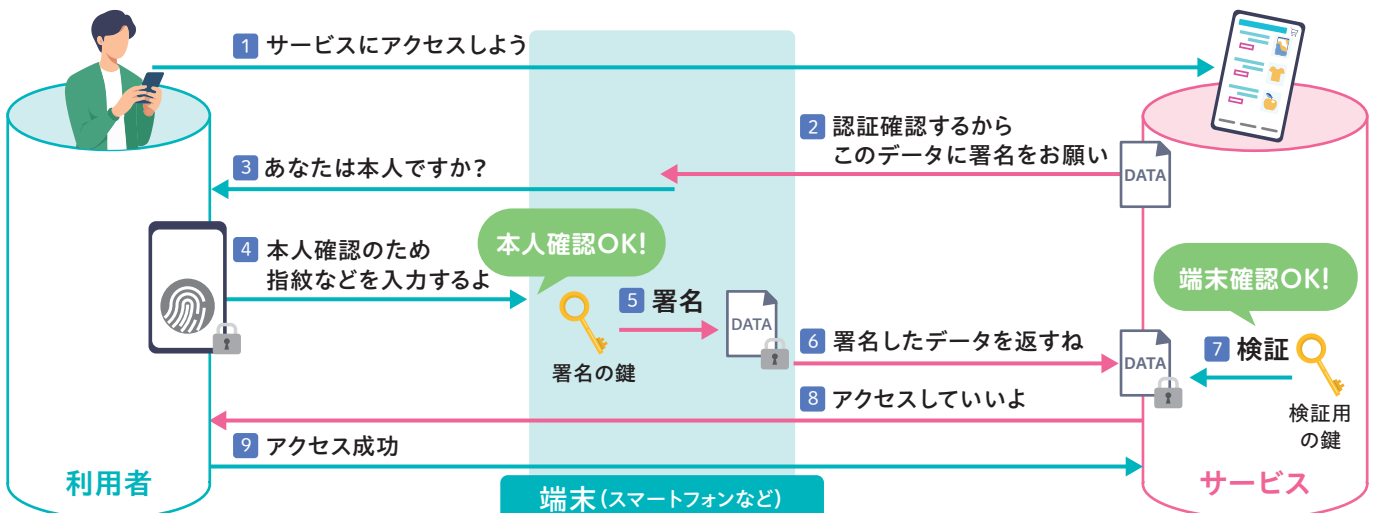 1 サービスにアクセスしよう
2 認証確認するから
このデータに署名をお願い
DATA
3 あなたは本人ですか?
4 本人確認のため
指紋などを入力するよ
本人確認OK!
署名の鍵
5 署名
DATA
6 署名したデータを返すね
DATA
端末確認OK!
7 検証
検証用
の鍵
8 アクセスしていいよ
9 アクセス成功
利用者
端末(スマートフォンなど)
サービス